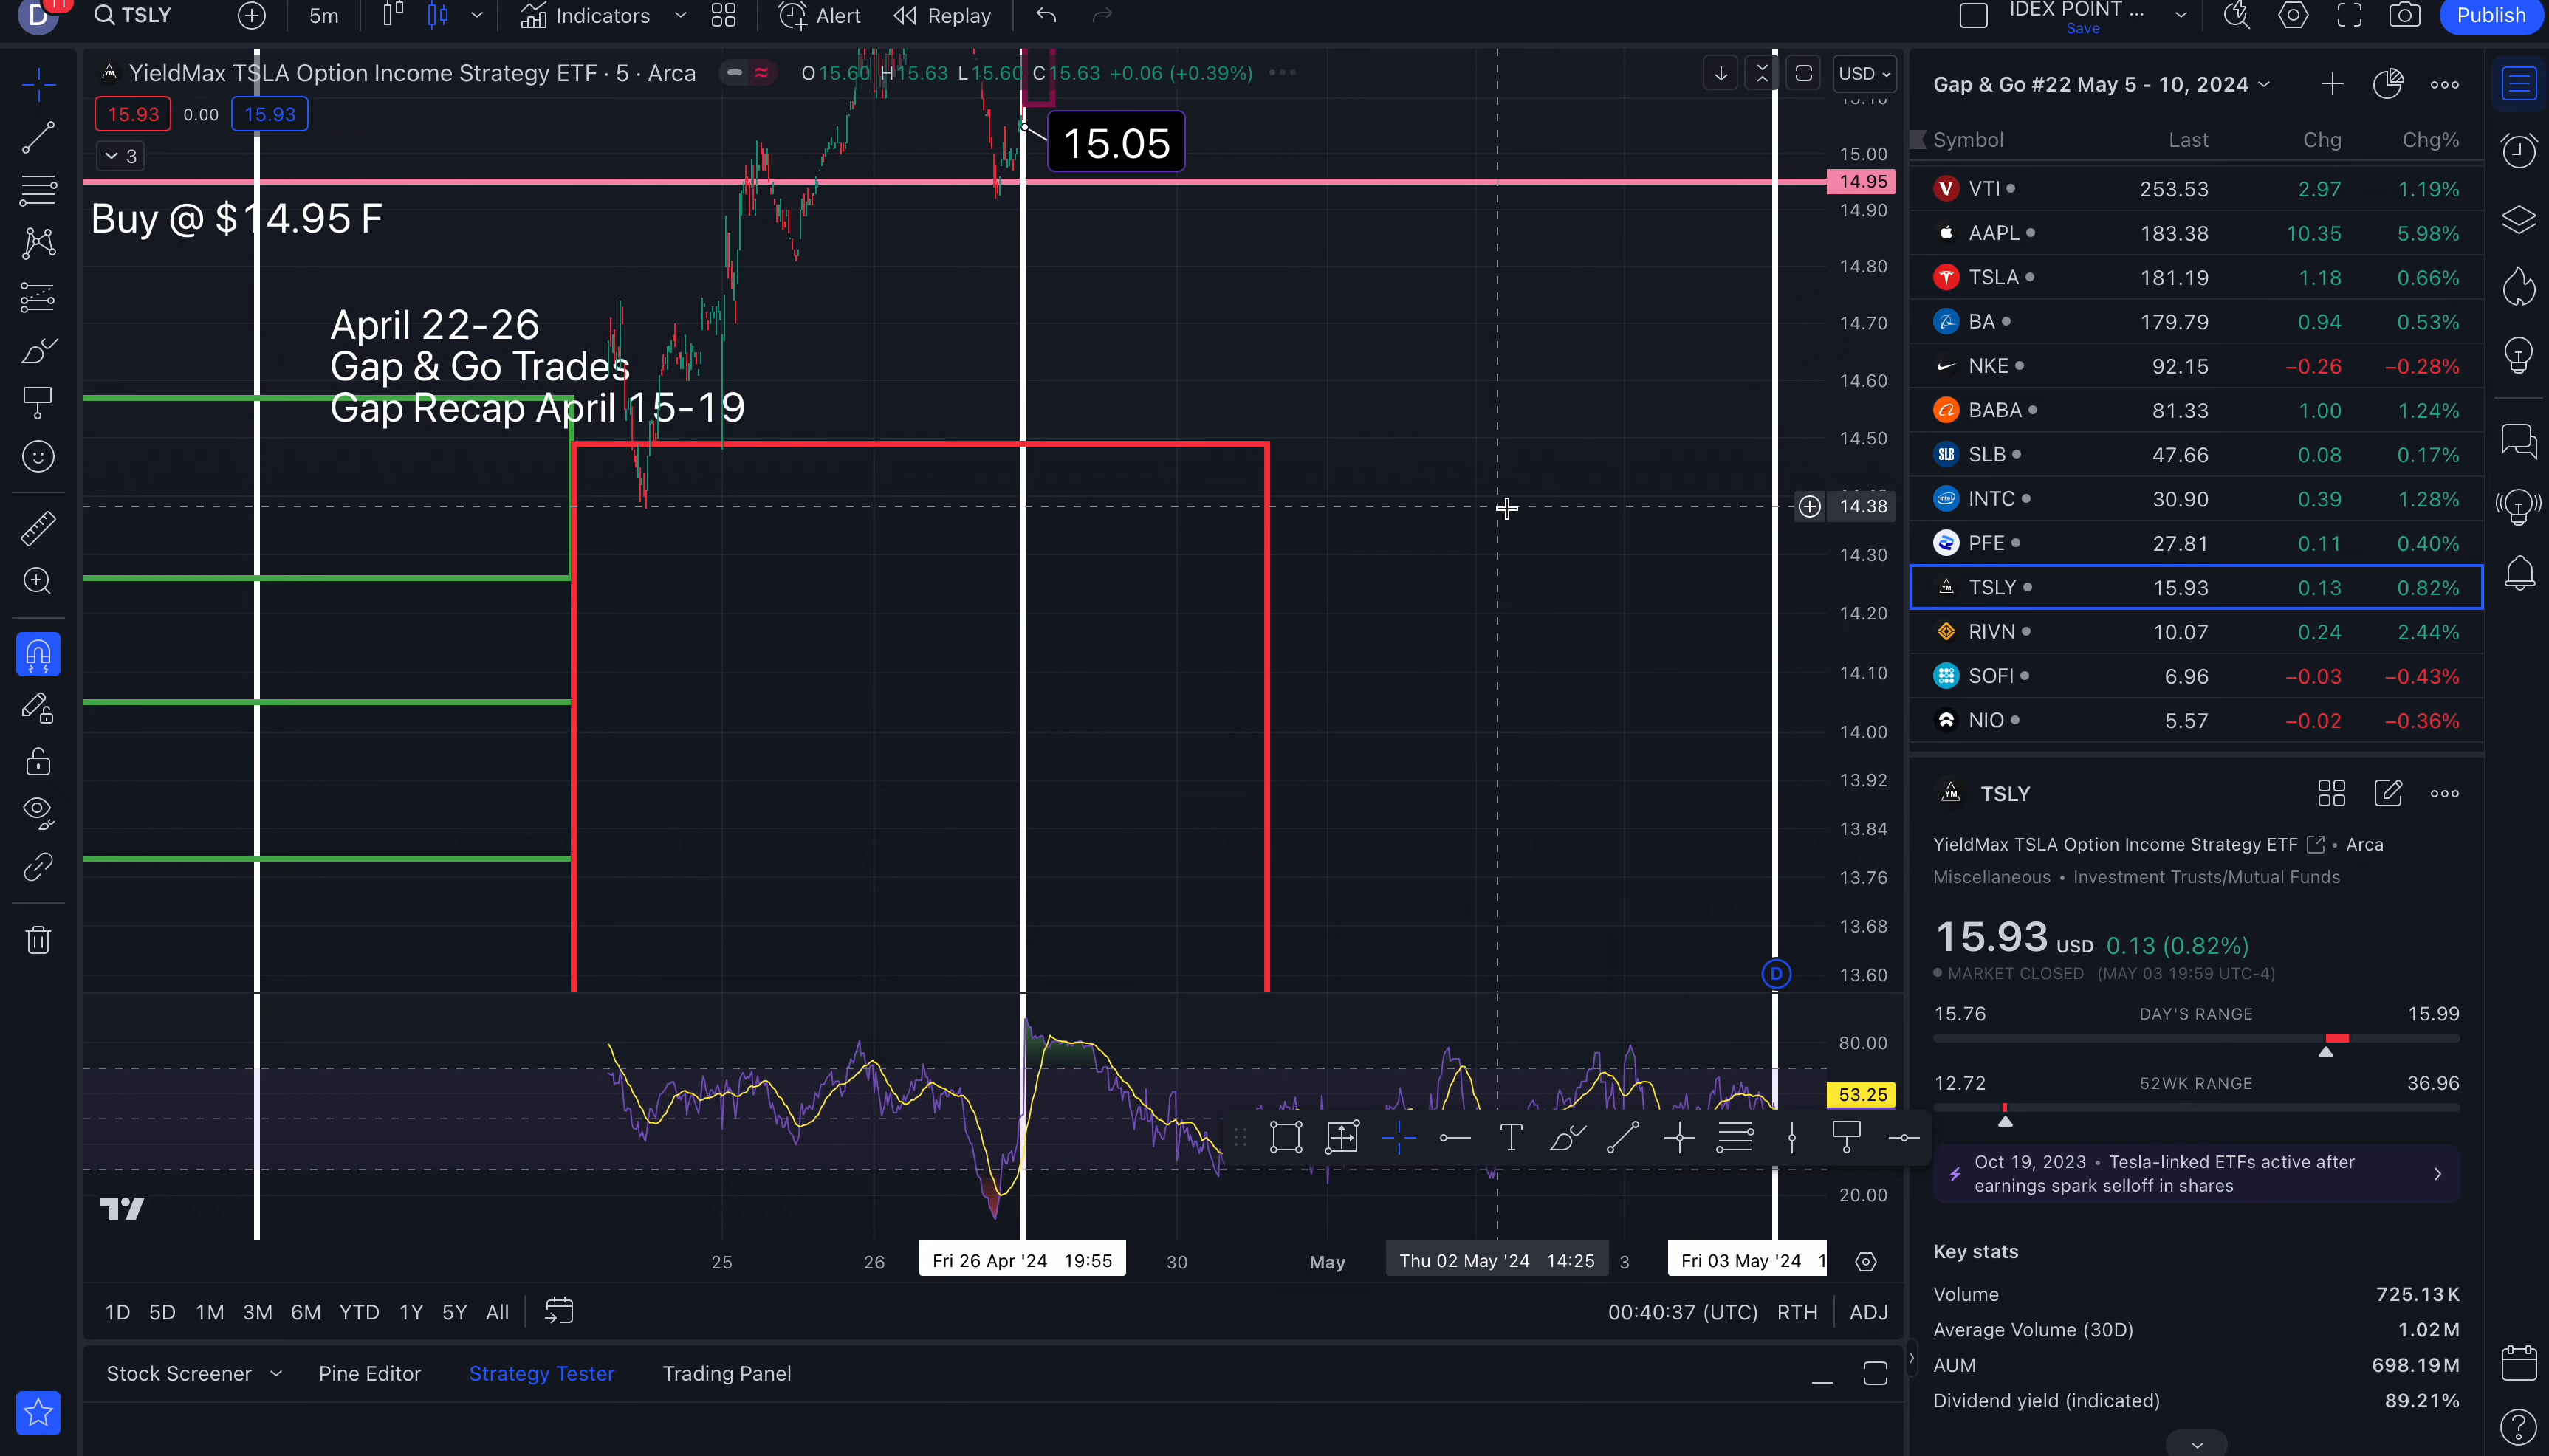 D
11
TSLY
5m
Indicators
Alert
Replay
IDEX POINT ...
Save
Publish
YieldMax TSLA Option Income Strategy ETF · 5 · Arca
O15.60 H15.63 L15.60 C15.63 +0.06 (+0.39%)
USD
15.93 0.00 15.93
3
15.05
Buy @ $14.95 F
April 22-26
Gap & Go Trades
Gap Recap April 15-19
15.10
15.00
14.95
14.90
14.80
14.70
14.60
14.50
14.38
14.30
14.20
14.10
14.00
13.92
13.84
13.76
13.68
13.60
D
80.00
53.25
20.00
25
26
Fri 26 Apr '24 19:55
30
May
Thu 02 May '24 14:25
3
Fri 03 May '24 1
1D 5D 1M 3M 6M YTD 1Y 5Y All
00:40:37 (UTC) RTH ADJ
Stock Screener Pine Editor Strategy Tester Trading Panel
Gap & Go #22 May 5 - 10, 2024
Symbol Last Chg Chg%
VTI 253.53 2.97 1.19%
AAPL 183.38 10.35 5.98%
TSLA 181.19 1.18 0.66%
BA 179.79 0.94 0.53%
NKE 92.15 −0.26 −0.28%
BABA 81.33 1.00 1.24%
SLB SLB 47.66 0.08 0.17%
intel INTC 30.90 0.39 1.28%
PFE 27.81 0.11 0.40%
YM TSLY 15.93 0.13 0.82%
RIVN 10.07 0.24 2.44%
SOFI 6.96 −0.03 −0.43%
NIO 5.57 −0.02 −0.36%
YM TSLY
YieldMax TSLA Option Income Strategy ETF • Arca
Miscellaneous • Investment Trusts/Mutual Funds
15.93 USD 0.13 (0.82%)
MARKET CLOSED (MAY 03 19:59 UTC-4)
15.76 DAY'S RANGE 15.99
12.72 52WK RANGE 36.96
Oct 19, 2023 • Tesla-linked ETFs active after
earnings spark selloff in shares
Key stats
Volume 725.13K
Average Volume (30D) 1.02M
AUM 698.19M
Dividend yield (indicated) 89.21%